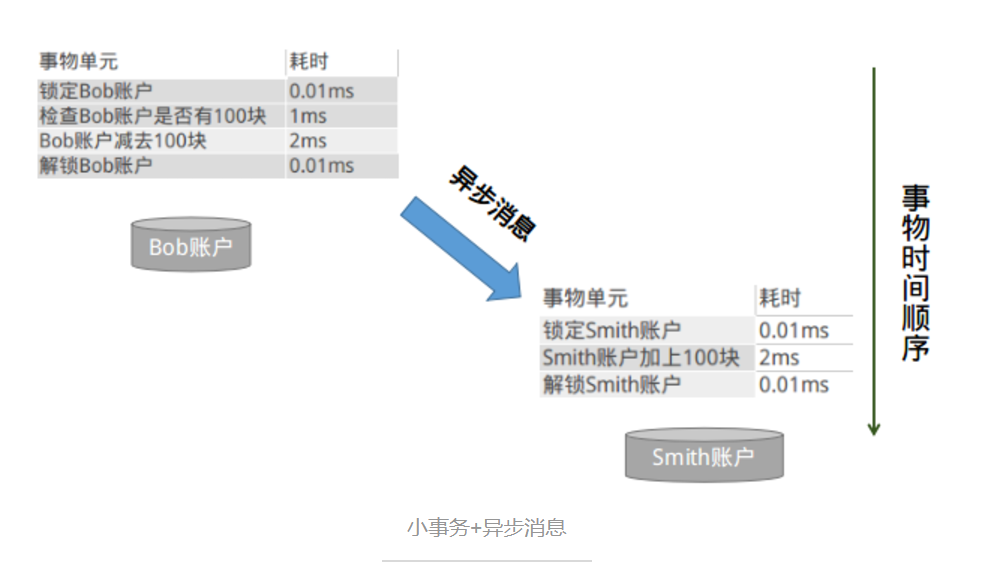 事物单元 耗时
锁定Bob账户 0.01ms
检查Bob账户是否有100块 1ms
Bob账户减去100块 2ms
解锁Bob账户 0.01ms
Bob账户
异步消息
事物单元 耗时
锁定Smith账户 0.01ms
Smith账户加上100块 2ms
解锁Smith账户 0.01ms
Smith账户
事物时间顺序
小事务+异步消息